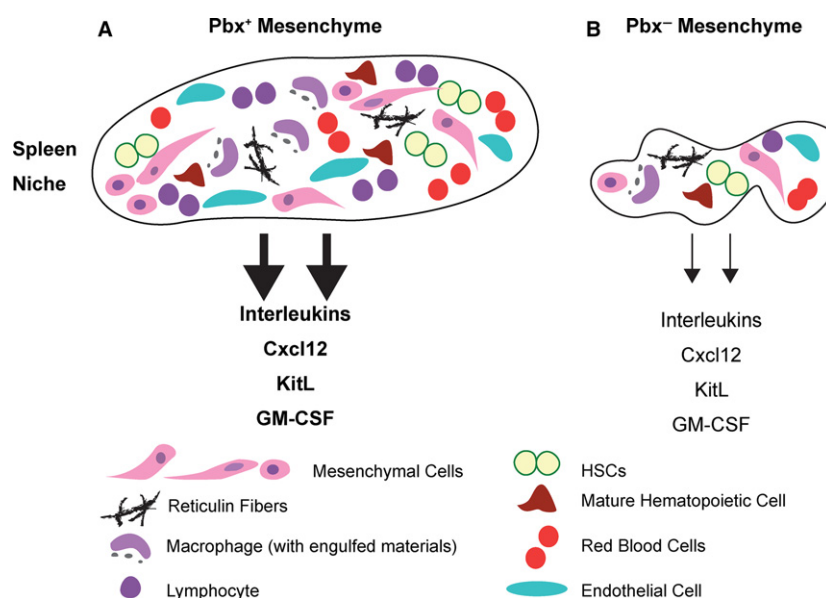 A Pbx⁺ Mesenchyme
B Pbx⁻ Mesenchyme
Spleen
Niche
Interleukins
Cxcl12
KitL
GM-CSF
Interleukins
Cxcl12
KitL
GM-CSF
Mesenchymal Cells
Reticulin Fibers
Macrophage (with engulfed materials)
Lymphocyte
HSCs
Mature Hematopoietic Cell
Red Blood Cells
Endothelial Cell